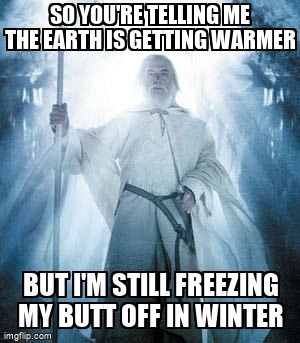 SO YOU'RE TELLING ME
THE EARTH IS GETTING WARMER
BUT I'M STILL FREEZING
MY BUTT OFF IN WINTER
imgflip.com